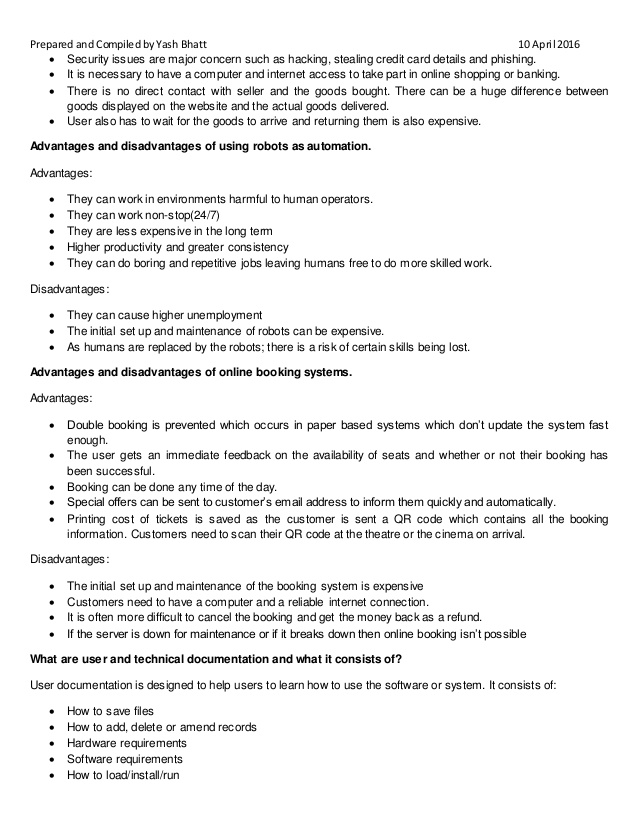 Prepared and Compiled by Yash Bhatt 10 April 2016
• Security issues are major concern such as hacking, stealing credit card details and phishing.
• It is necessary to have a computer and internet access to take part in online shopping or banking.
• There is no direct contact with seller and the goods bought. There can be a huge difference between
goods displayed on the website and the actual goods delivered.
• User also has to wait for the goods to arrive and returning them is also expensive.
Advantages and disadvantages of using robots as automation.
Advantages:
• They can work in environments harmful to human operators.
• They can work non-stop(24/7)
• They are less expensive in the long term
• Higher productivity and greater consistency
• They can do boring and repetitive jobs leaving humans free to do more skilled work.
Disadvantages:
• They can cause higher unemployment
• The initial set up and maintenance of robots can be expensive.
• As humans are replaced by the robots; there is a risk of certain skills being lost.
Advantages and disadvantages of online booking systems.
Advantages:
• Double booking is prevented which occurs in paper based systems which don’t update the system fast
enough.
• The user gets an immediate feedback on the availability of seats and whether or not their booking has
been successful.
• Booking can be done any time of the day.
• Special offers can be sent to customer’s email address to inform them quickly and automatically.
• Printing cost of tickets is saved as the customer is sent a QR code which contains all the booking
information. Customers need to scan their QR code at the theatre or the cinema on arrival.
Disadvantages:
• The initial set up and maintenance of the booking system is expensive
• Customers need to have a computer and a reliable internet connection.
• It is often more difficult to cancel the booking and get the money back as a refund.
• If the server is down for maintenance or if it breaks down then online booking isn’t possible
What are user and technical documentation and what it consists of?
User documentation is designed to help users to learn how to use the software or system. It consists of:
• How to save files
• How to add, delete or amend records
• Hardware requirements
• Software requirements
• How to load/install/run